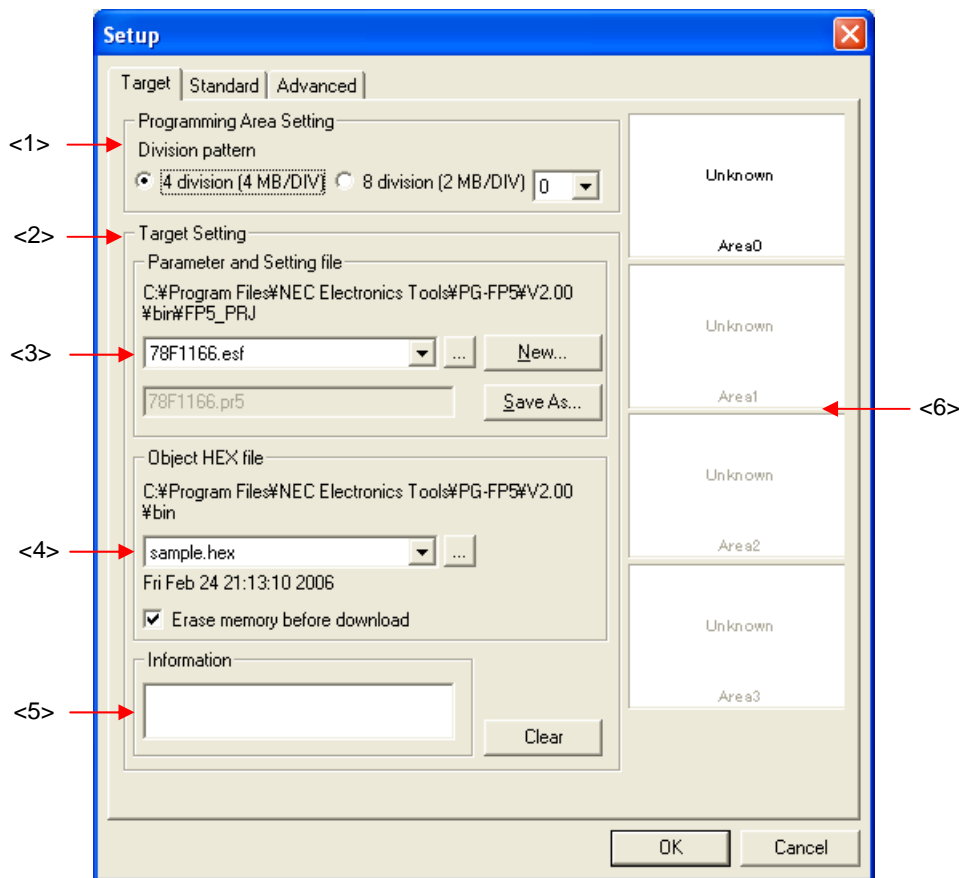 Setup
Target
Standard
Advanced
<1>
Programming Area Setting
Division pattern
4 division (4 MB/DIV)
8 division (2 MB/DIV)
0
<2>
Target Setting
Parameter and Setting file
C:¥Program Files¥NEC Electronics Tools¥PG-FP5¥V2.00
¥bin¥FP5_PRJ
<3>
78F1166.esf
...
New...
78F1166.pr5
Save As...
Object HEX file
C:¥Program Files¥NEC Electronics Tools¥PG-FP5¥V2.00
¥bin
<4>
sample.hex
...
Fri Feb 24 21:13:10 2006
Erase memory before download
Information
<5>
Clear
Unknown
Area0
Unknown
Area1
<6>
Unknown
Area2
Unknown
Area3
OK
Cancel